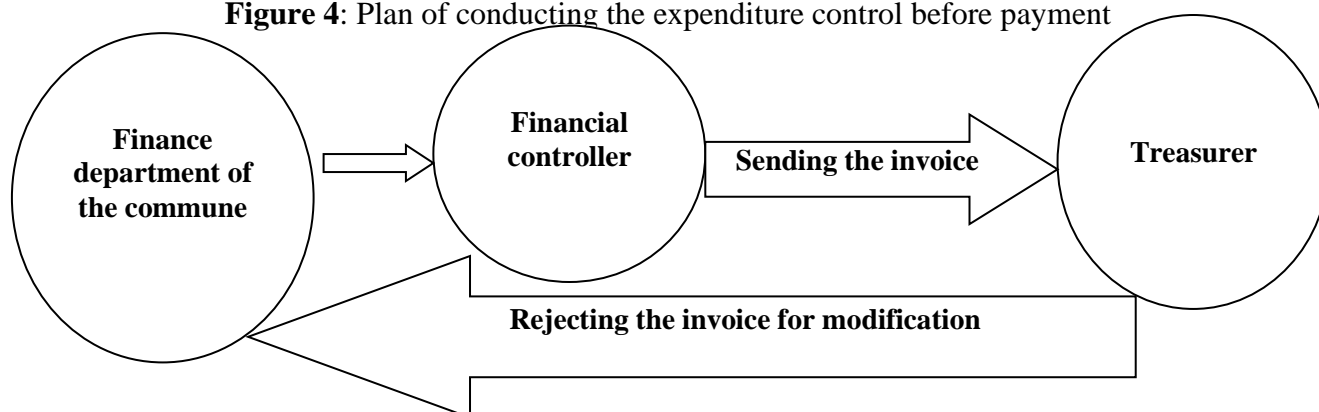 Figure 4: Plan of conducting the expenditure control before payment
Finance
department of
the commune
Financial
controller
Sending the invoice
Treasurer
Rejecting the invoice for modification